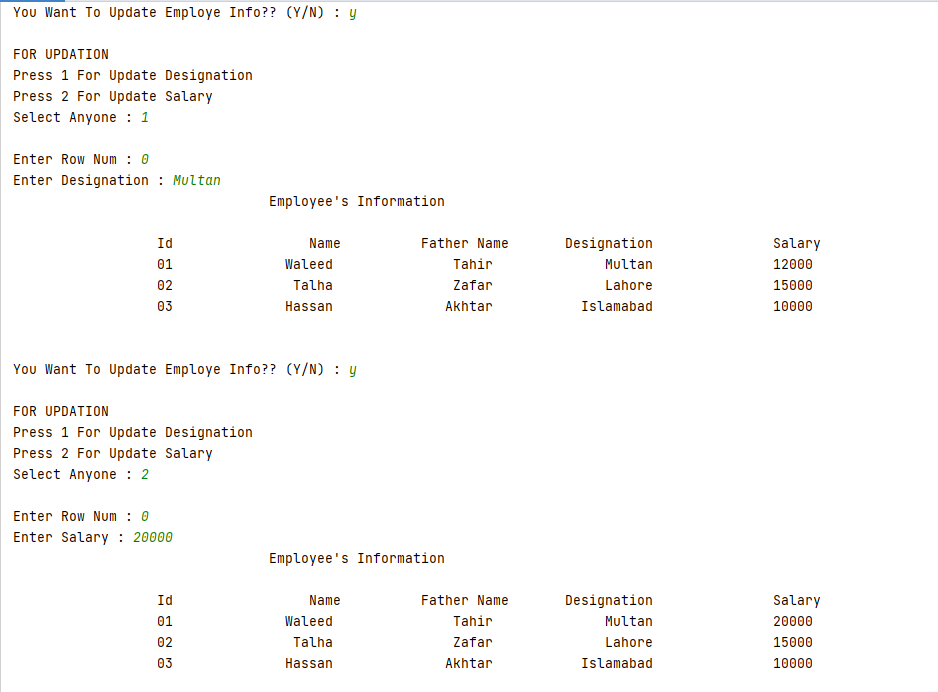 You Want To Update Employe Info?? (Y/N) : y
FOR UPDATION
Press 1 For Update Designation
Press 2 For Update Salary
Select Anyone : 1
Enter Row Num : 0
Enter Designation : Multan
Employee's Information
Id Name Father Name Designation Salary
01 Waleed Tahir Multan 12000
02 Talha Zafar Lahore 15000
03 Hassan Akhtar Islamabad 10000
You Want To Update Employe Info?? (Y/N) : y
FOR UPDATION
Press 1 For Update Designation
Press 2 For Update Salary
Select Anyone : 2
Enter Row Num : 0
Enter Salary : 20000
Employee's Information
Id Name Father Name Designation Salary
01 Waleed Tahir Multan 20000
02 Talha Zafar Lahore 15000
03 Hassan Akhtar Islamabad 10000